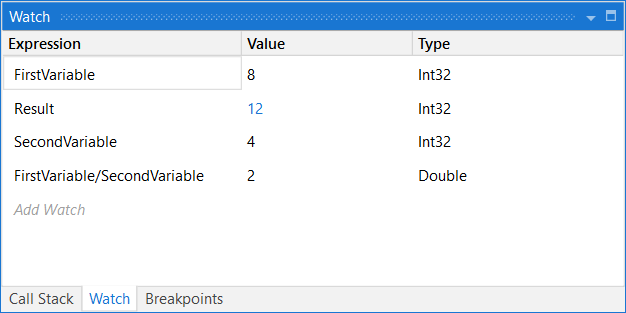 Watch
Expression Value Type
FirstVariable 8 Int32
Result 12 Int32
SecondVariable 4 Int32
FirstVariable/SecondVariable 2 Double
Add Watch
Call Stack Watch Breakpoints